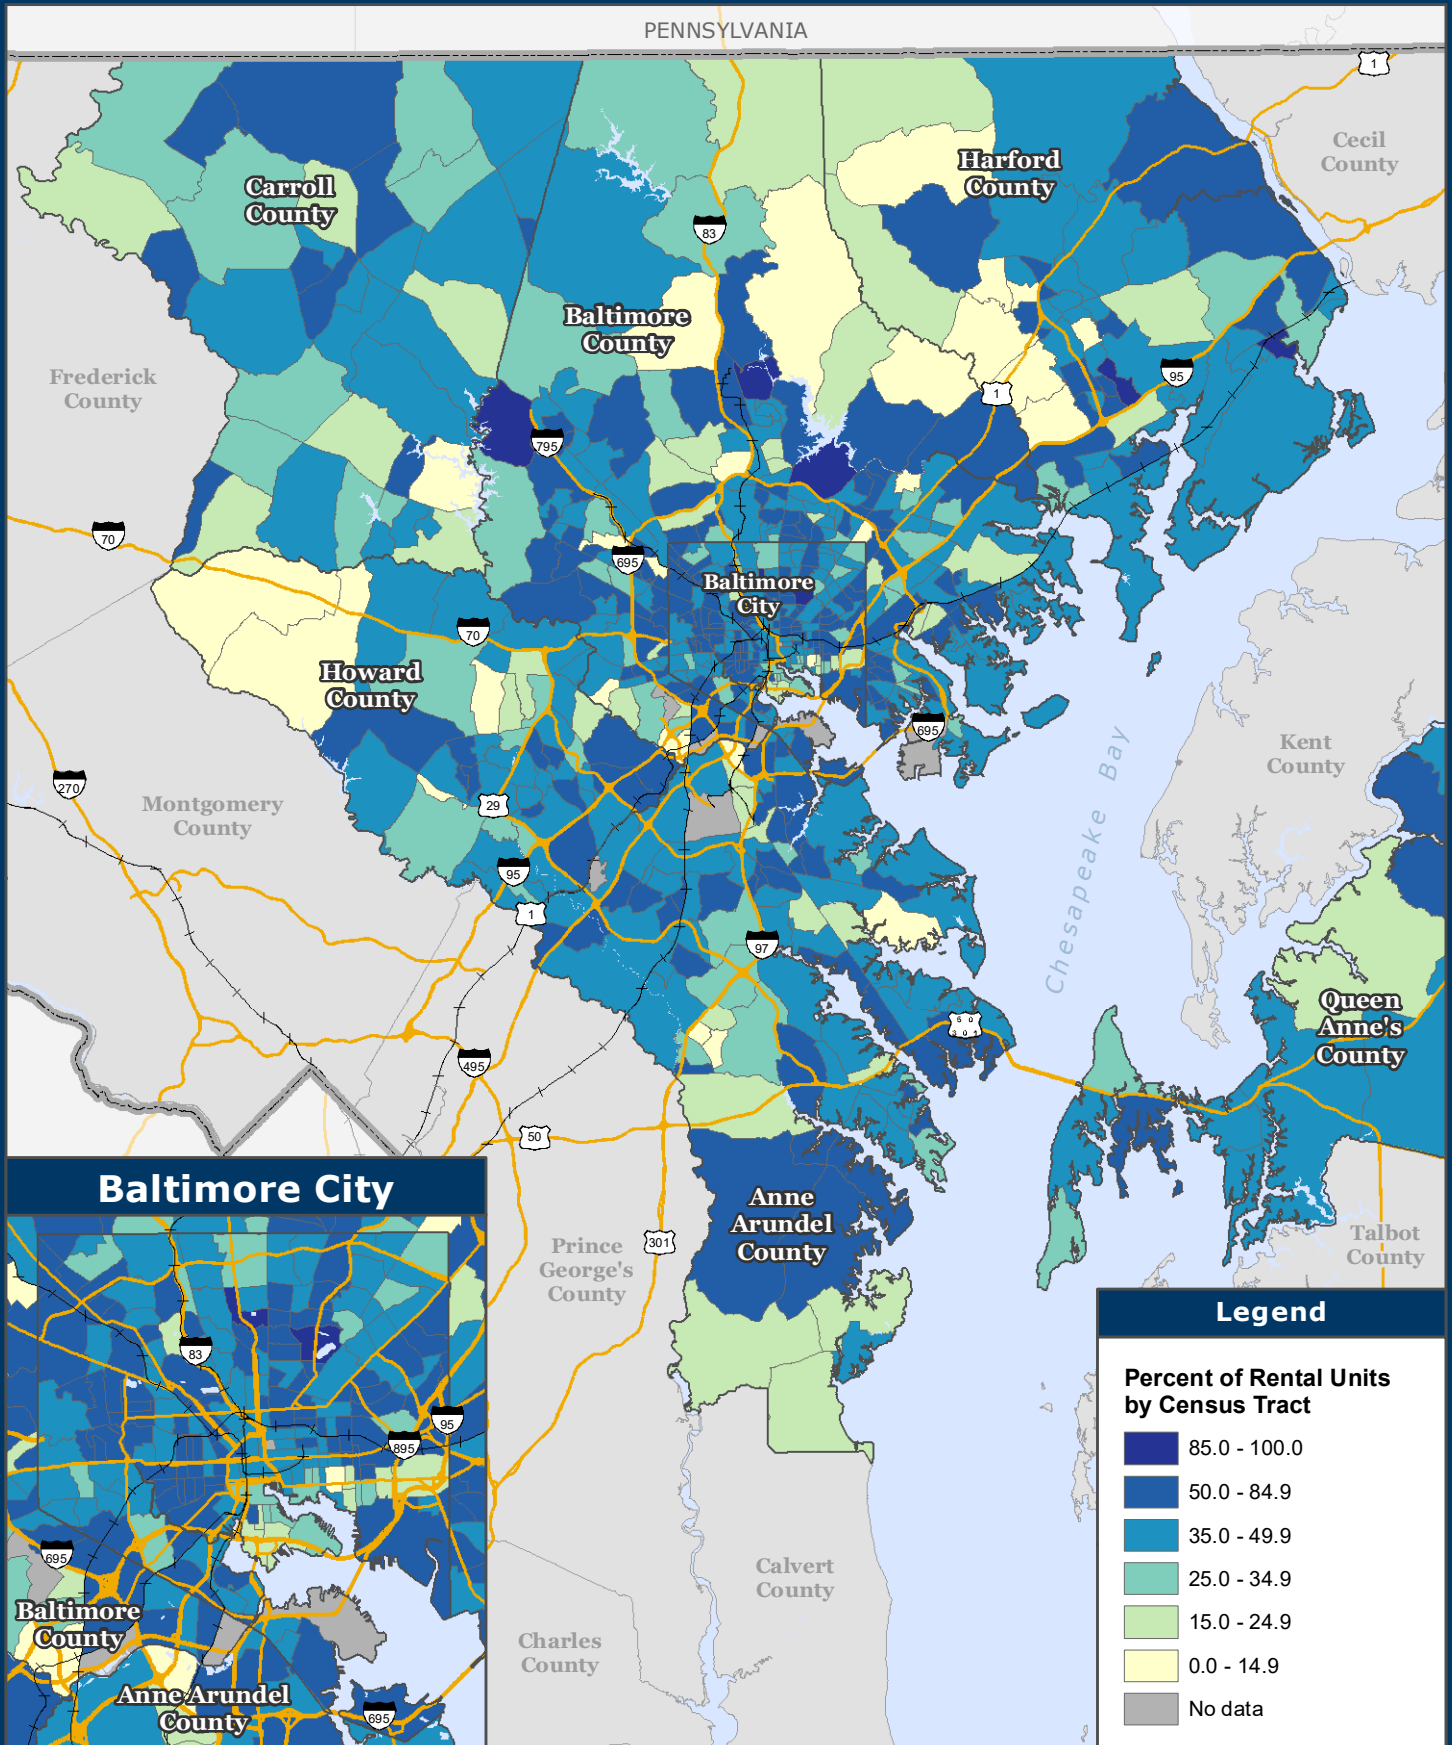 PENNSYLVANIA
1
Cecil
County
Harford
County
Carroll
County
83
Baltimore
County
Frederick
County
95
1
795
70
695
Baltimore
City
70
Howard
County
695
Kent
County
270
Montgomery
County
29
Chesapeake Bay
95
1
97
Queen
Anne's
County
50
301
495
50
Anne
Arundel
County
Prince
George's
County
301
Talbot
County
Calvert
County
Charles
County
Baltimore City
83
95
895
695
Baltimore
County
Anne Arundel
County
695
Legend
Percent of Rental Units
by Census Tract
85.0 - 100.0
50.0 - 84.9
35.0 - 49.9
25.0 - 34.9
15.0 - 24.9
0.0 - 14.9
No data